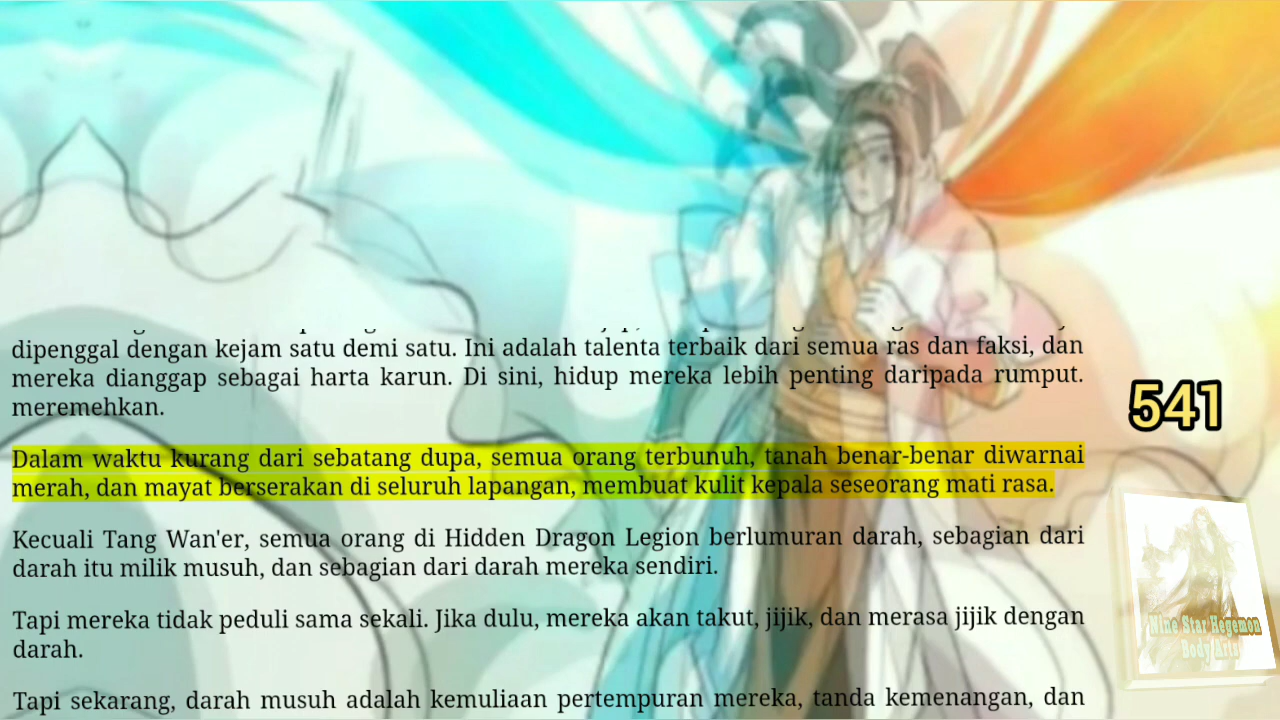 dipenggal dengan kejam satu demi satu. Ini adalah talenta terbaik dari semua ras dan faksi, dan
mereka dianggap sebagai harta karun. Di sini, hidup mereka lebih penting daripada rumput.
meremehkan.
Dalam waktu kurang dari sebatang dupa, semua orang terbunuh, tanah benar-benar diwarnai
merah, dan mayat berserakan di seluruh lapangan, membuat kulit kepala seseorang mati rasa.
Kecuali Tang Wan'er, semua orang di Hidden Dragon Legion berlumuran darah, sebagian dari
darah itu milik musuh, dan sebagian dari darah mereka sendiri.
Tapi mereka tidak peduli sama sekali. Jika dulu, mereka akan takut, jijik, dan merasa jijik dengan
darah.
Tapi sekarang, darah musuh adalah kemuliaan pertempuran mereka, tanda kemenangan, dan
541
Nine Star Hegemon
Body Arts